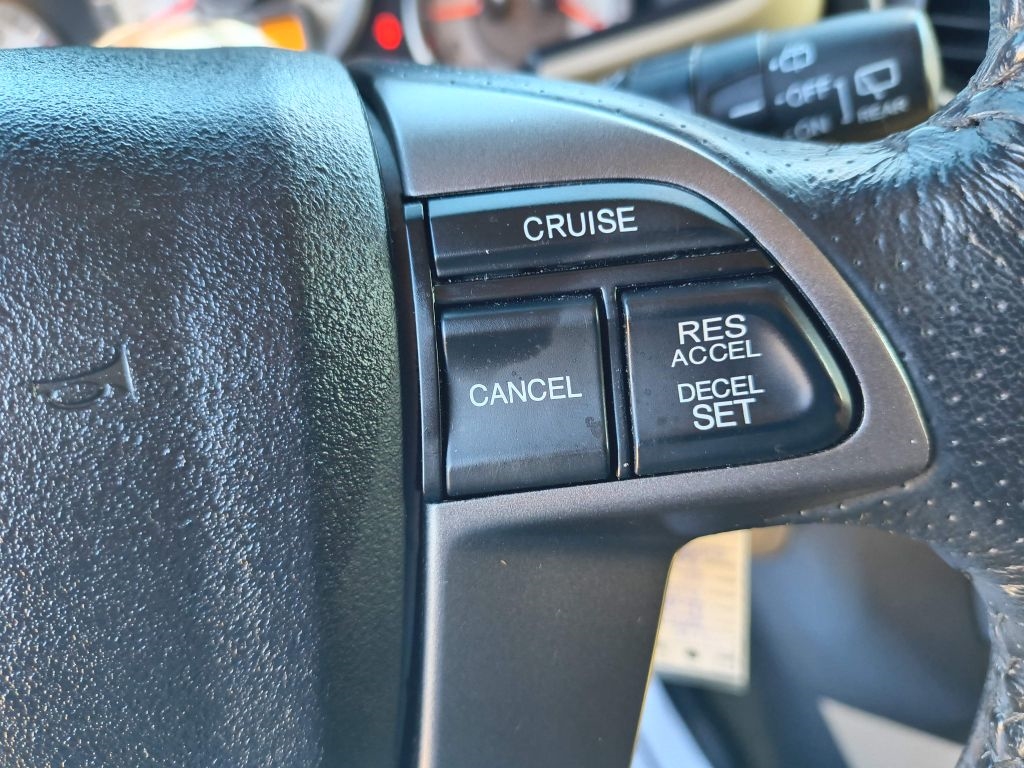 OFF
ON
REAR
CRUISE
CANCEL
RES
ACCEL
DECEL
SET